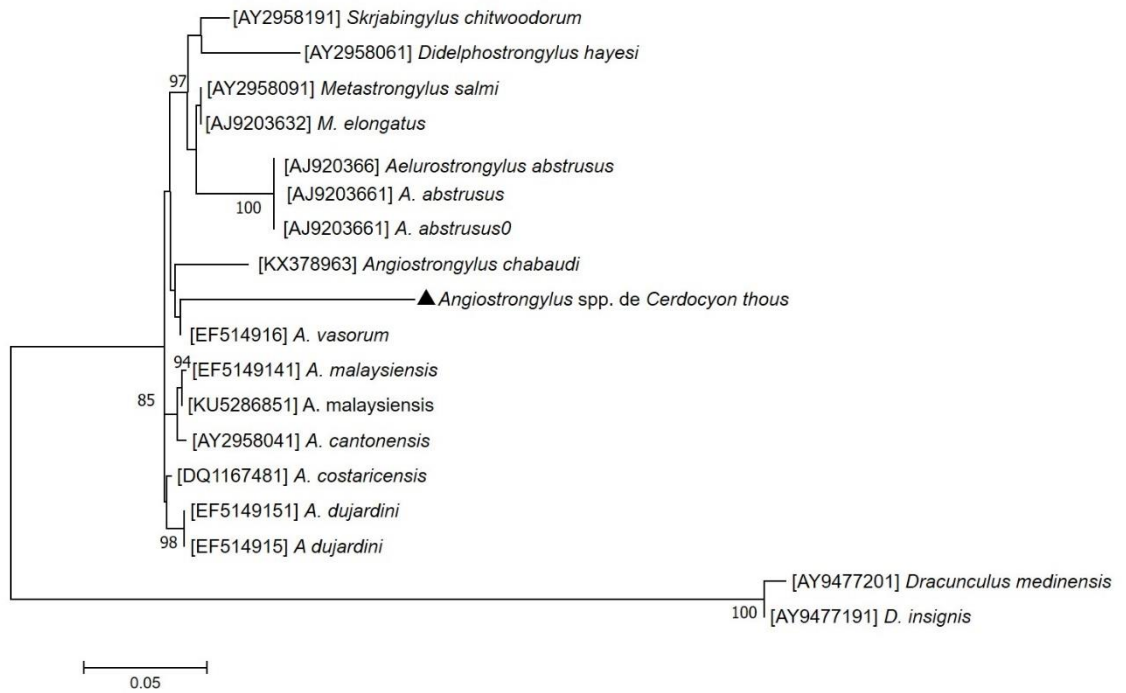 [AY2958191] Skrjabingylus chitwoodorum
[AY2958061] Didelphostrongylus hayesi
97
[AY2958091] Metastrongylus salmi
[AJ9203632] M. elongatus
[AJ920366] Aelurostrongylus abstrusus
[AJ9203661] A. abstrusus
100
[AJ9203661] A. abstrusus0
[KX378963] Angiostrongylus chabaudi
Angiostrongylus spp. de Cerdocyon thous
[EF514916] A. vasorum
94
[EF5149141] A. malaysiensis
[KU5286851] A. malaysiensis
85
[AY2958041] A. cantonensis
[DQ1167481] A. costaricensis
[EF5149151] A. dujardini
98
[EF514915] A dujardini
[AY9477201] Dracunculus medinensis
100
[AY9477191] D. insignis
0.05